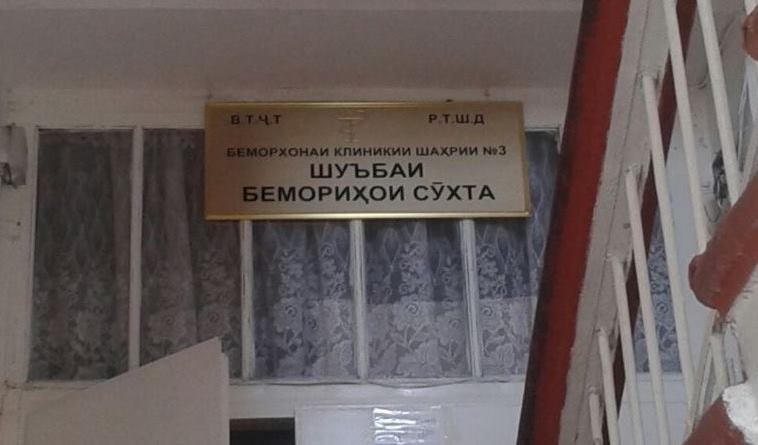 В.Т.Ҷ.Т Р.Т.Ш.Д
БЕМОРХОНАИ КЛИНИКИИ ШАҲРИИ №3
ШУЪБАИ
БЕМОРИҲОИ СӮХТА